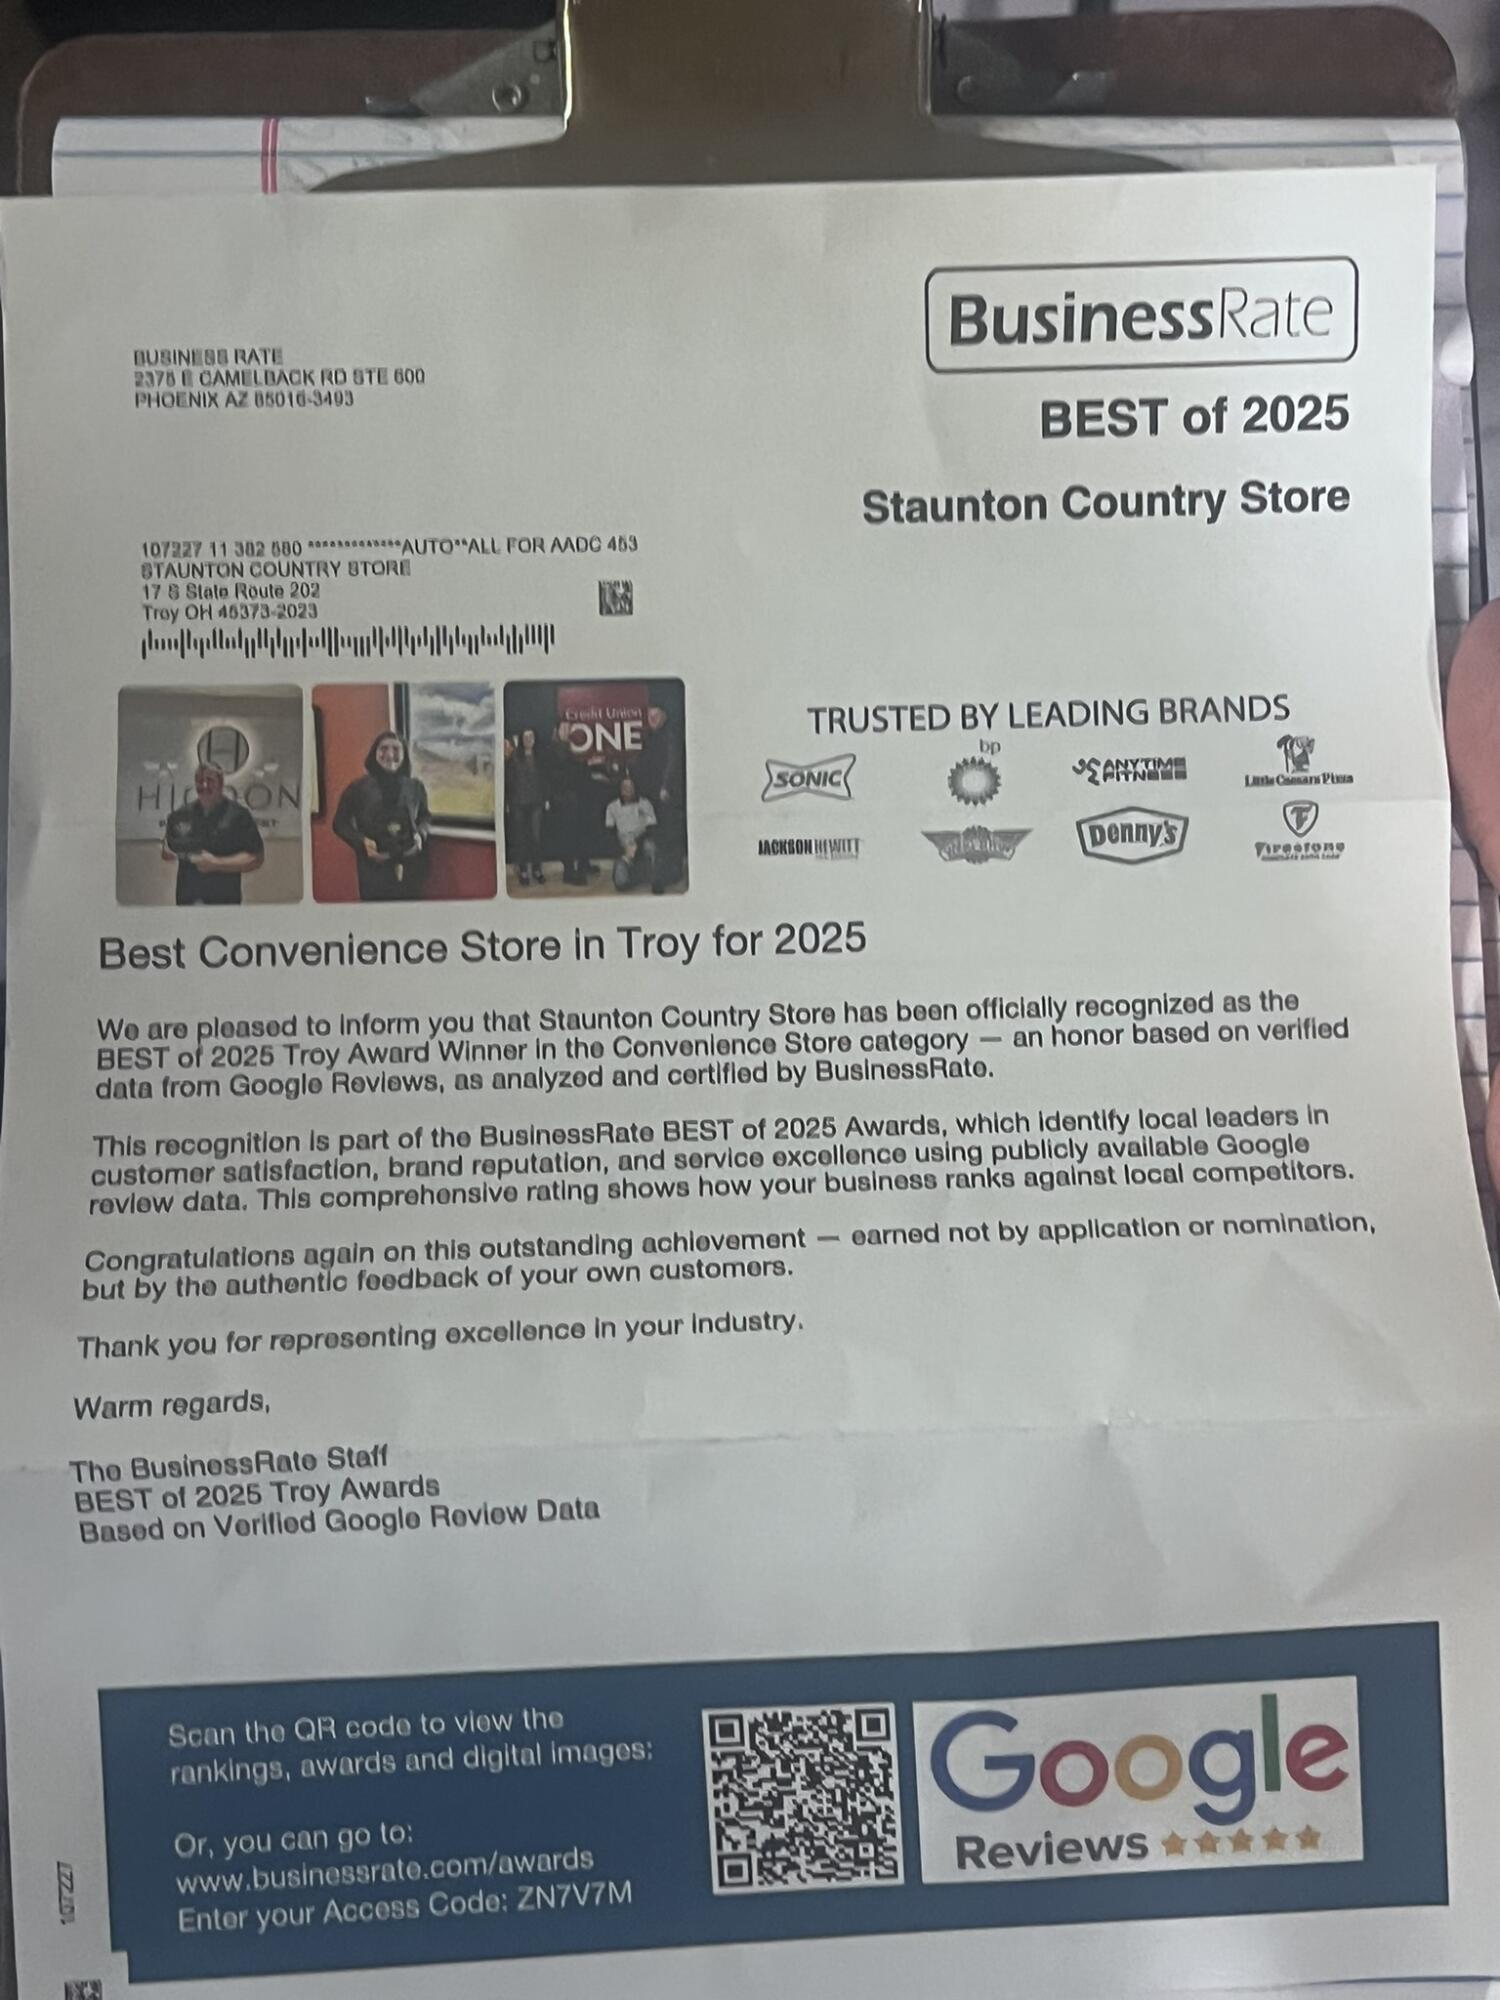 BusinessRate
BEST of 2025
Staunton Country Store
BUSINESS RATE
2375 E CAMELBACK RD STE 600
PHOENIX AZ 85016-3493
107227 11 382 580 *************AUTO**ALL FOR AADC 453
STAUNTON COUNTRY STORE
17 S State Route 202
Troy OH 45373-2023
Credit Union
ONE
TRUSTED BY LEADING BRANDS
SONIC
bp
ANYTIME FITNESS
Little Caesars Pizza
JACKSON HEWITT
Denny's
Firestone
Best Convenience Store in Troy for 2025
We are pleased to inform you that Staunton Country Store has been officially recognized as the
BEST of 2025 Troy Award Winner in the Convenience Store category — an honor based on verified
data from Google Reviews, as analyzed and certified by BusinessRate.
This recognition is part of the BusinessRate BEST of 2025 Awards, which identify local leaders in
customer satisfaction, brand reputation, and service excellence using publicly available Google
review data. This comprehensive rating shows how your business ranks against local competitors.
Congratulations again on this outstanding achievement — earned not by application or nomination,
but by the authentic feedback of your own customers.
Thank you for representing excellence in your industry.
Warm regards,
The BusinessRate Staff
BEST of 2025 Troy Awards
Based on Verified Google Review Data
Scan the QR code to view the
rankings, awards and digital images:
Or, you can go to:
www.businessrate.com/awards
Enter your Access Code: ZN7V7M
Google
Reviews
107227